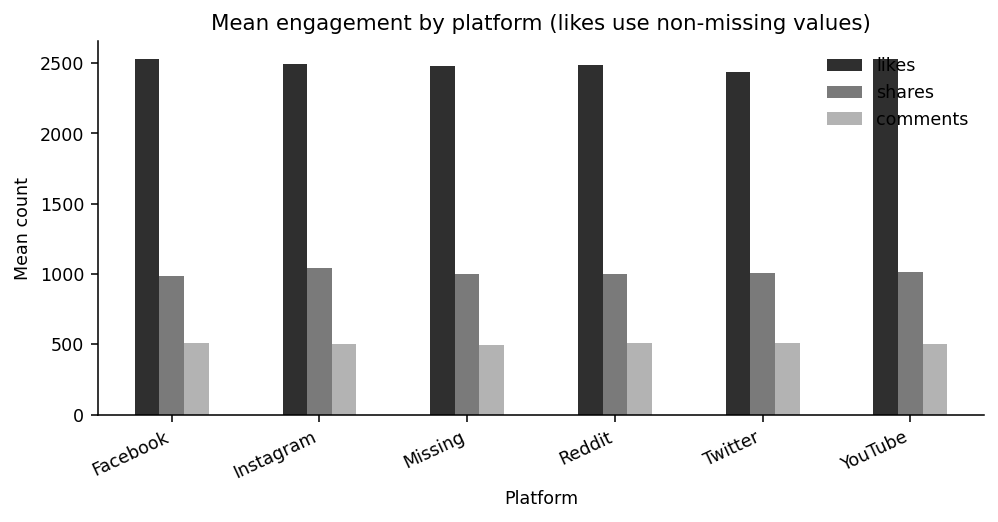 Mean engagement by platform (likes use non-missing values)
2500
2000
1500
1000
500
0
Mean count
likes
shares
comments
Facebook
Instagram
Missing
Reddit
Twitter
YouTube
Platform